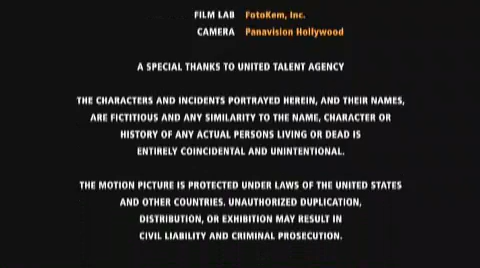 FILM LAB FotoKem, Inc.
CAMERA Panavision Hollywood
A SPECIAL THANKS TO UNITED TALENT AGENCY
THE CHARACTERS AND INCIDENTS PORTRAYED HEREIN, AND THEIR NAMES,
ARE FICTITIOUS AND ANY SIMILARITY TO THE NAME, CHARACTER OR
HISTORY OF ANY ACTUAL PERSONS LIVING OR DEAD IS
ENTIRELY COINCIDENTAL AND UNINTENTIONAL.
THE MOTION PICTURE IS PROTECTED UNDER LAWS OF THE UNITED STATES
AND OTHER COUNTRIES. UNAUTHORIZED DUPLICATION,
DISTRIBUTION, OR EXHIBITION MAY RESULT IN
CIVIL LIABILITY AND CRIMINAL PROSECUTION.